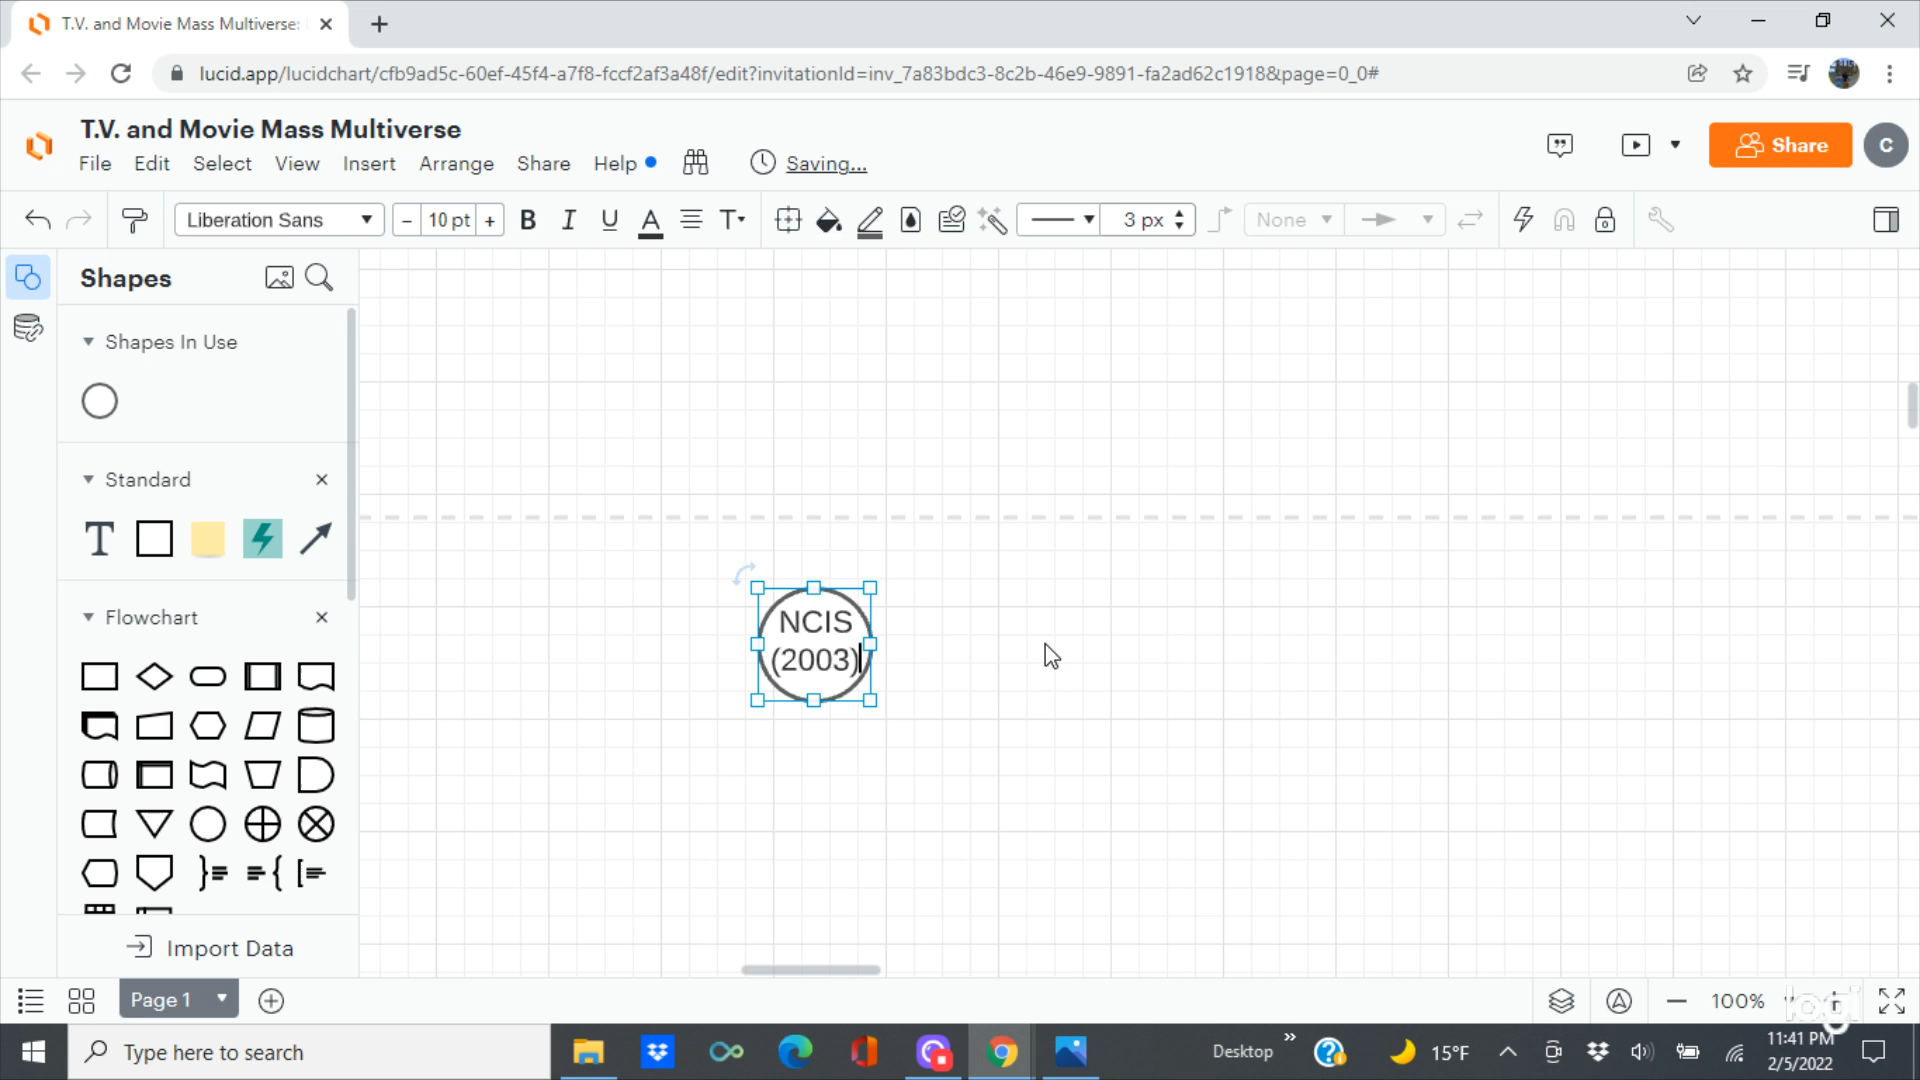 T.V. and Movie Mass Multiverse:
lucid.app/lucidchart/cfb9ad5c-60ef-45f4-a7f8-fccf2af3a48f/edit?invitationId=inv_7a83bdc3-8c2b-46e9-9891-fa2ad62c1918&page=0_0#
T.V. and Movie Mass Multiverse
File Edit Select View Insert Arrange Share Help Saving...
Share
C
Liberation Sans
- 10 pt +
B I U A T
3 px
None
Shapes
Shapes In Use
Standard
T
Flowchart
Import Data
NCIS
(2003)
Page 1
100%
logi
Type here to search
Desktop
15°F
11:41 PM
2/5/2022